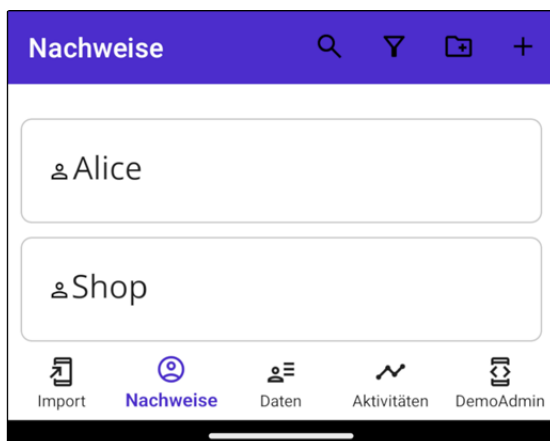 Nachweise
Alice
Shop
Import Nachweise Daten Aktivitäten DemoAdmin